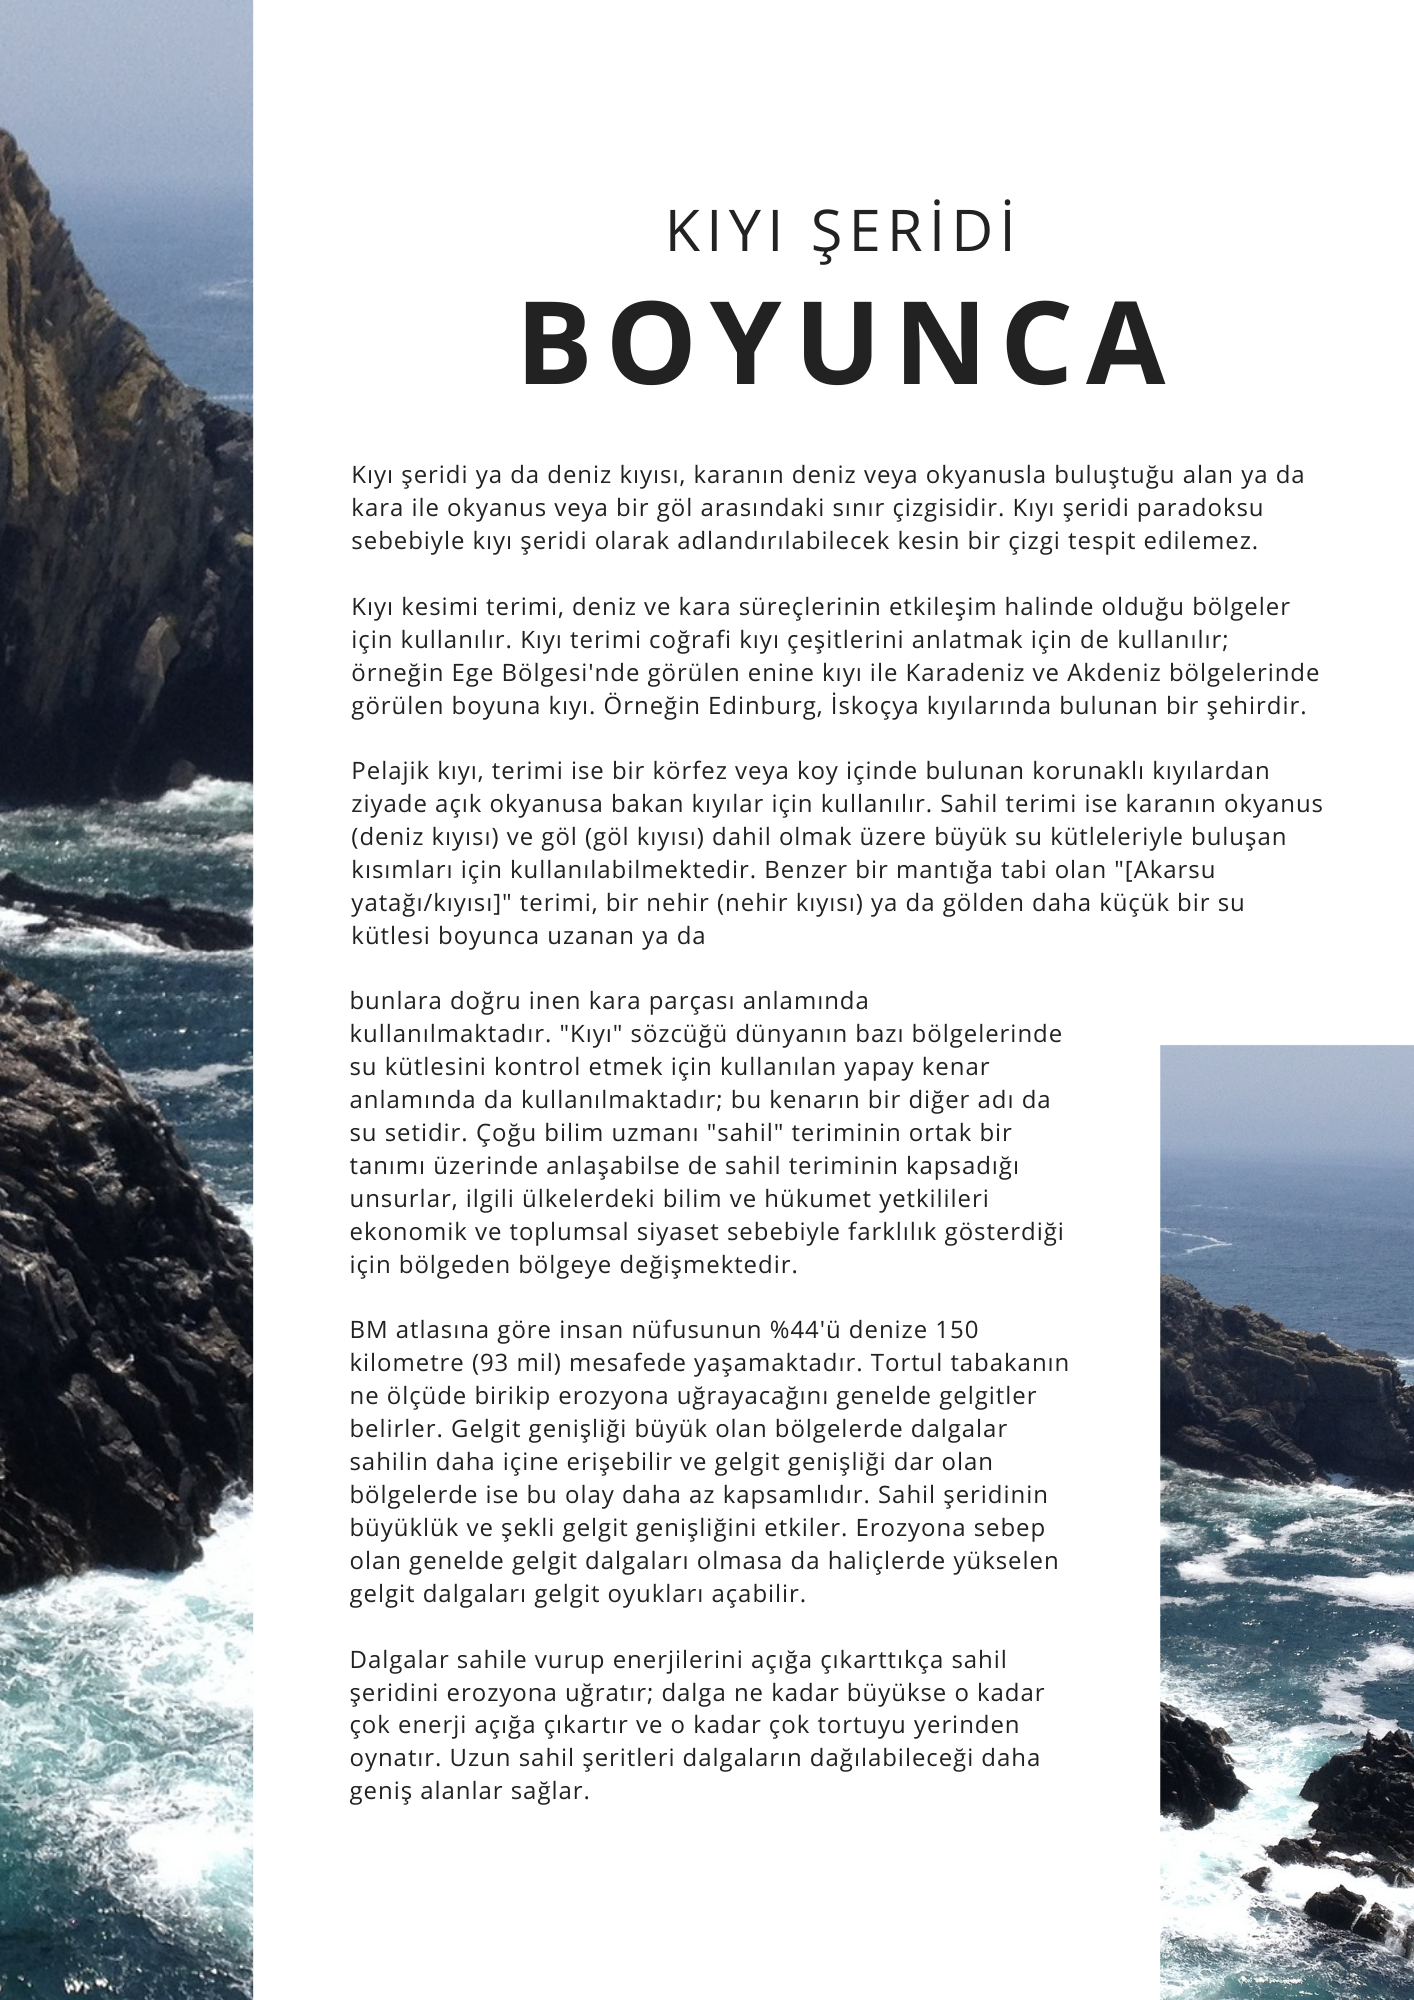 KIYI ŞERİDİ
BOYUNCA
Kıyı şeridi ya da deniz kıyısı, karanın deniz veya okyanusla buluştuğu alan ya da
kara ile okyanus veya bir göl arasındaki sınır çizgisidir. Kıyı şeridi paradoksu
sebebiyle kıyı şeridi olarak adlandırılabilecek kesin bir çizgi tespit edilemez.
Kıyı kesimi terimi, deniz ve kara süreçlerinin etkileşim halinde olduğu bölgeler
için kullanılır. Kıyı terimi coğrafi kıyı çeşitlerini anlatmak için de kullanılır;
örneğin Ege Bölgesi'nde görülen enine kıyı ile Karadeniz ve Akdeniz bölgelerinde
görülen boyuna kıyı. Örneğin Edinburg, İskoçya kıyılarında bulunan bir şehirdir.
Pelajik kıyı, terimi ise bir körfez veya koy içinde bulunan korunaklı kıyılardan
ziyade açık okyanusa bakan kıyılar için kullanılır. Sahil terimi ise karanın okyanus
(deniz kıyısı) ve göl (göl kıyısı) dahil olmak üzere büyük su kütleleriyle buluşan
kısımları için kullanılabilmektedir. Benzer bir mantığa tabi olan "[Akarsu
yatağı/kıyısı]" terimi, bir nehir (nehir kıyısı) ya da gölden daha küçük bir su
kütlesi boyunca uzanan ya da
bunlara doğru inen kara parçası anlamında
kullanılmaktadır. "Kıyı" sözcüğü dünyanın bazı bölgelerinde
su kütlesini kontrol etmek için kullanılan yapay kenar
anlamında da kullanılmaktadır; bu kenarın bir diğer adı da
su setidir. Çoğu bilim uzmanı "sahil" teriminin ortak bir
tanımı üzerinde anlaşabilse de sahil teriminin kapsadığı
unsurlar, ilgili ülkelerdeki bilim ve hükumet yetkilileri
ekonomik ve toplumsal siyaset sebebiyle farklılık gösterdiği
için bölgeden bölgeye değişmektedir.
BM atlasına göre insan nüfusunun %44'ü denize 150
kilometre (93 mil) mesafede yaşamaktadır. Tortul tabakanın
ne ölçüde birikip erozyona uğrayacağını genelde gelgitler
belirler. Gelgit genişliği büyük olan bölgelerde dalgalar
sahilin daha içine erişebilir ve gelgit genişliği dar olan
bölgelerde ise bu olay daha az kapsamlıdır. Sahil şeridinin
büyüklük ve şekli gelgit genişliğini etkiler. Erozyona sebep
olan genelde gelgit dalgaları olmasa da haliçlerde yükselen
gelgit dalgaları gelgit oyukları açabilir.
Dalgalar sahile vurup enerjilerini açığa çıkarttıkça sahil
şeridini erozyona uğratır; dalga ne kadar büyükse o kadar
çok enerji açığa çıkartır ve o kadar çok tortuyu yerinden
oynatır. Uzun sahil şeritleri dalgaların dağılabileceği daha
geniş alanlar sağlar.